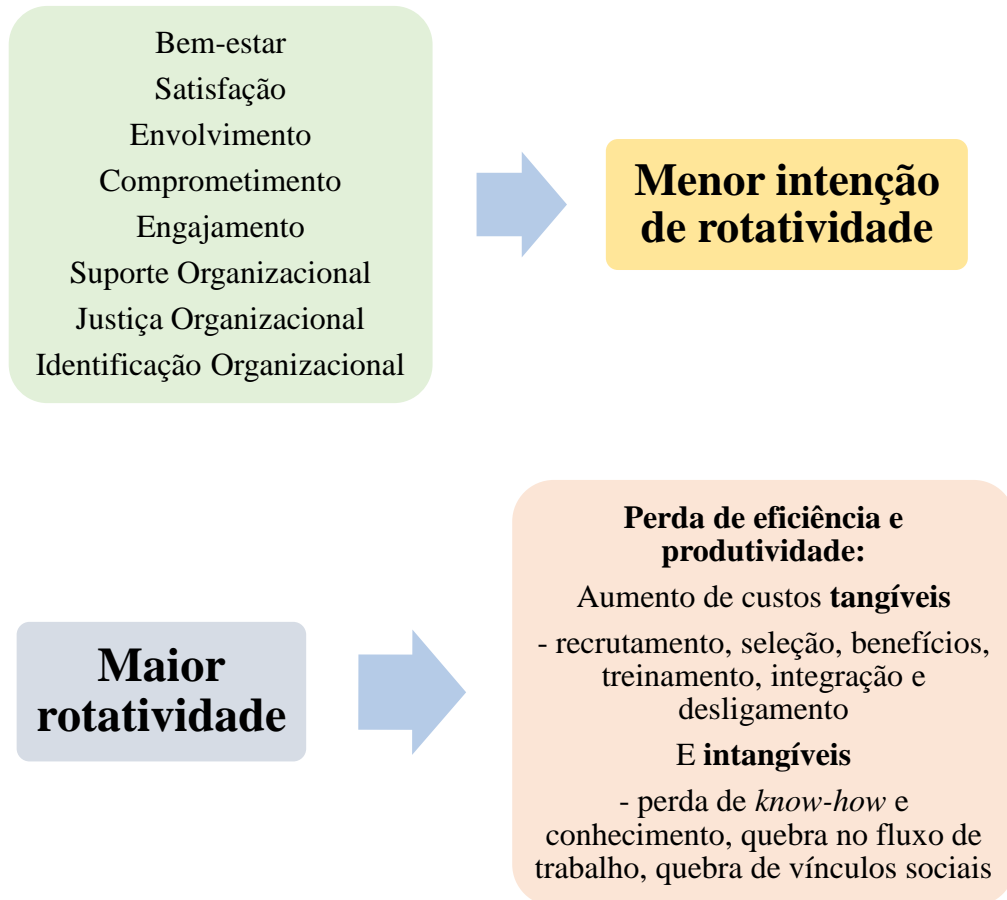 Bem-estar
Satisfação
Envolvimento
Comprometimento
Engajamento
Suporte Organizacional
Justiça Organizacional
Identificação Organizacional
Menor intenção
de rotatividade
Maior
rotatividade
Perda de eficiência e
produtividade:
Aumento de custos tangíveis
- recrutamento, seleção, benefícios,
treinamento, integração e
desligamento
E intangíveis
- perda de know-how e
conhecimento, quebra no fluxo de
trabalho, quebra de vínculos sociais